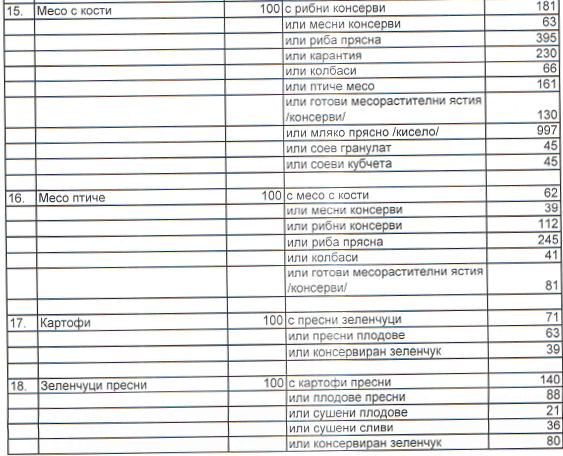 15. Месо с кости 100 с рибни консерви 181
или месни консерви 63
или риба прясна 395
или карантия 230
или колбаси 66
или птиче месо 161
или готови месорастителни ястия
/консерви/ 130
или мляко прясно /кисело/ 997
или соев гранулат 45
или соеви кубчета 45
16. Месо птиче 100 с месо с кости 62
или месни консерви 39
или рибни консерви 112
или риба прясна 245
или колбаси 41
или готови месорастителни ястия
/консерви/ 81
17. Картофи 100 с пресни зеленчуци 71
или пресни плодове 63
или консервиран зеленчук 39
18. Зеленчуци пресни 100 с картофи пресни 140
или плодове пресни 88
или сушени плодове 21
или сушени сливи 36
или консервиран зеленчук 80